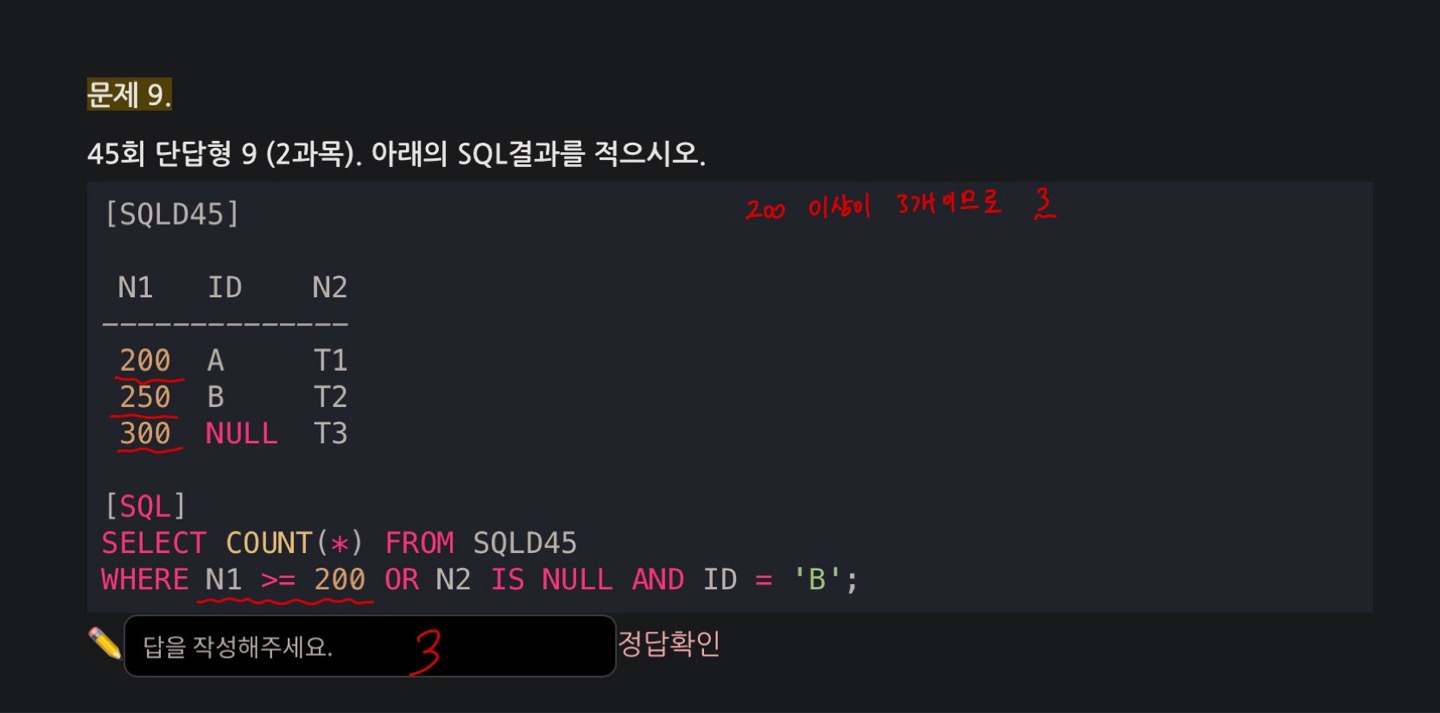 문제 9.
45회 단답형 9 (2과목). 아래의 SQL결과를 적으시오.
[SQLD45]
200 이상이 3개이므로 3
N1 ID N2
--------------
200 A T1
250 B T2
300 NULL T3
[SQL]
SELECT COUNT(*) FROM SQLD45
WHERE N1 >= 200 OR N2 IS NULL AND ID = 'B';
✏️ 답을 작성해주세요. 3 정답확인